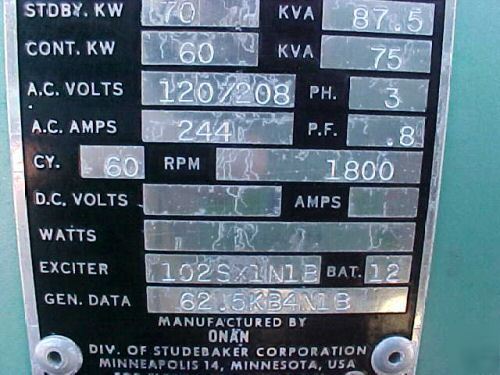 STDBY. KW 70 KVA 87.5
CONT. KW 60 KVA 75
A.C. VOLTS 120/208 PH. 3
A.C. AMPS 244 P.F. .8
CY. 60 RPM 1800
D.C. VOLTS AMPS
WATTS
EXCITER 102SX1N1B BAT. 12
GEN. DATA 62.5KB4N1B
MANUFACTURED BY
ONAN
DIV. OF STUDEBAKER CORPORATION
MINNEAPOLIS 14, MINNESOTA, USA